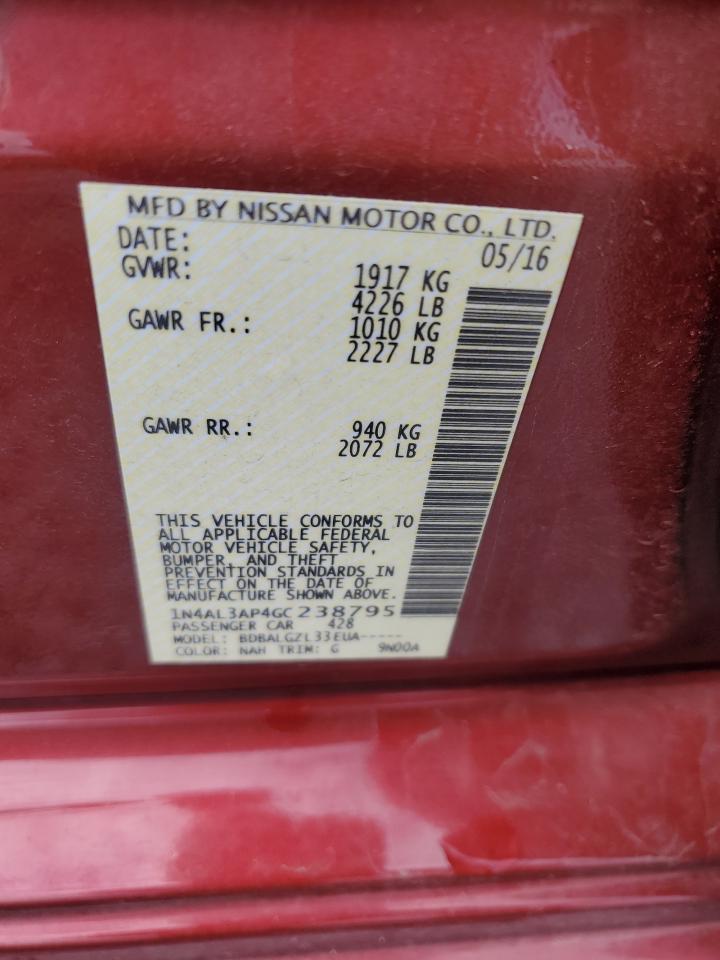 MFD BY NISSAN MOTOR CO., LTD.
DATE: 05/16
GVWR: 1917 KG
4226 LB
GAWR FR.: 1010 KG
2227 LB
GAWR RR.: 940 KG
2072 LB
THIS VEHICLE CONFORMS TO
ALL APPLICABLE FEDERAL
MOTOR VEHICLE SAFETY,
BUMPER, AND THEFT
PREVENTION STANDARDS IN
EFFECT ON THE DATE OF
MANUFACTURE SHOWN ABOVE.
1N4AL3AP4GC238795
PASSENGER CAR 428
MODEL: BDBALGZL33EUA-----
COLOR: NAH TRIM: G 9N00A